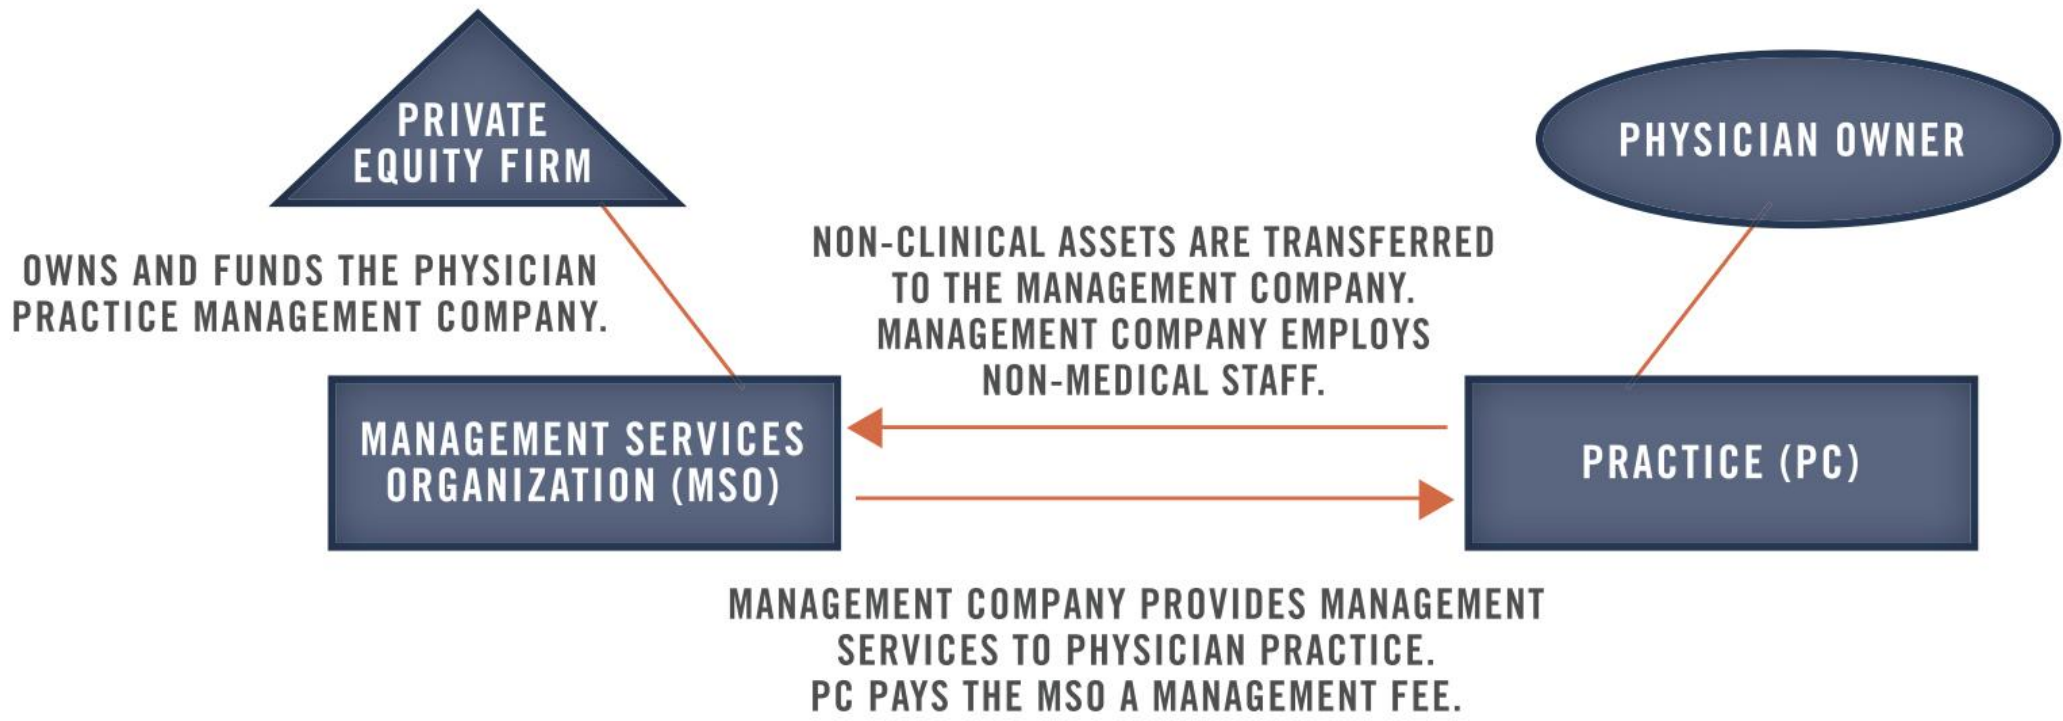 PRIVATE
EQUITY FIRM
PHYSICIAN OWNER
OWNS AND FUNDS THE PHYSICIAN
PRACTICE MANAGEMENT COMPANY.
NON-CLINICAL ASSETS ARE TRANSFERRED
TO THE MANAGEMENT COMPANY.
MANAGEMENT COMPANY EMPLOYS
NON-MEDICAL STAFF.
MANAGEMENT SERVICES
ORGANIZATION (MSO)
PRACTICE (PC)
MANAGEMENT COMPANY PROVIDES MANAGEMENT
SERVICES TO PHYSICIAN PRACTICE.
PC PAYS THE MSO A MANAGEMENT FEE.